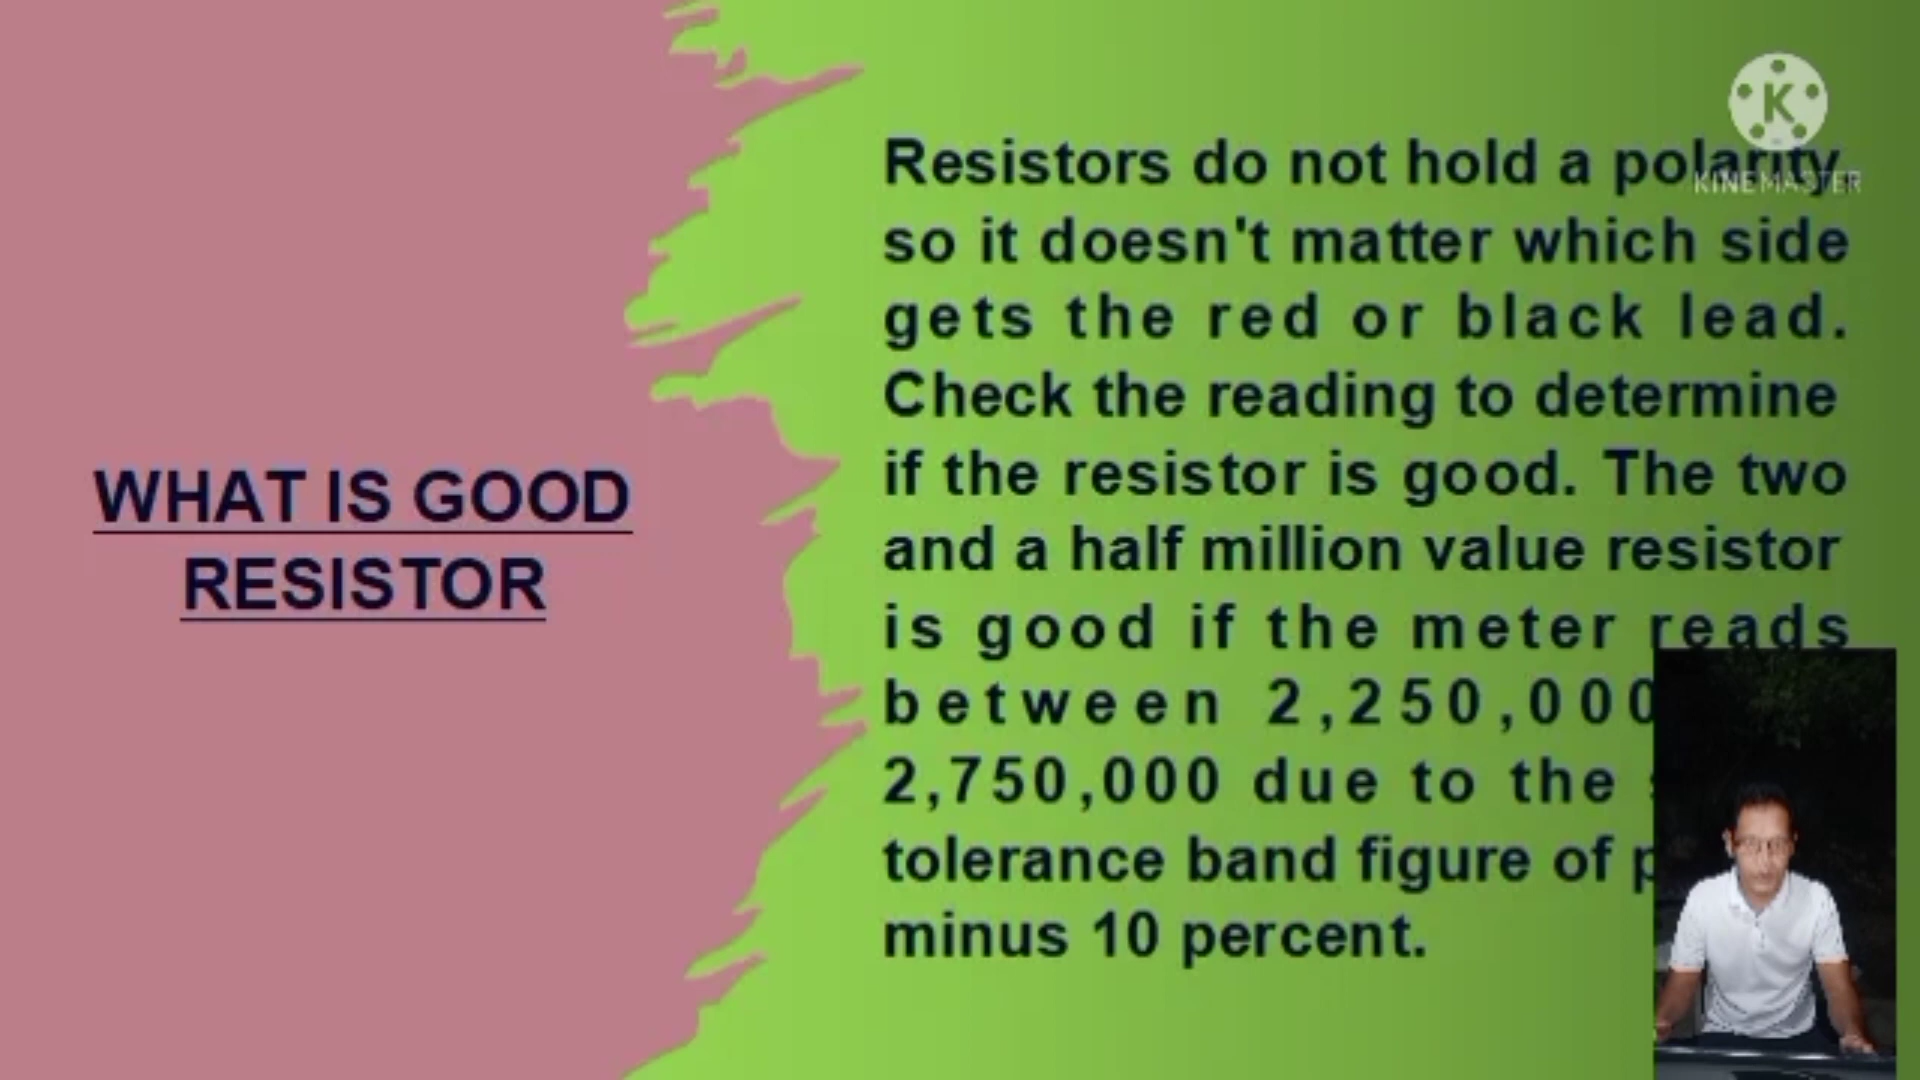 WHAT IS GOOD
RESISTOR
Resistors do not hold a polarity
so it doesn't matter which side
gets the red or black lead.
Check the reading to determine
if the resistor is good. The two
and a half million value resistor
is good if the meter reads
between 2,250,000
2,750,000 due to the
tolerance band figure of
minus 10 percent.
K
KINEMASTER